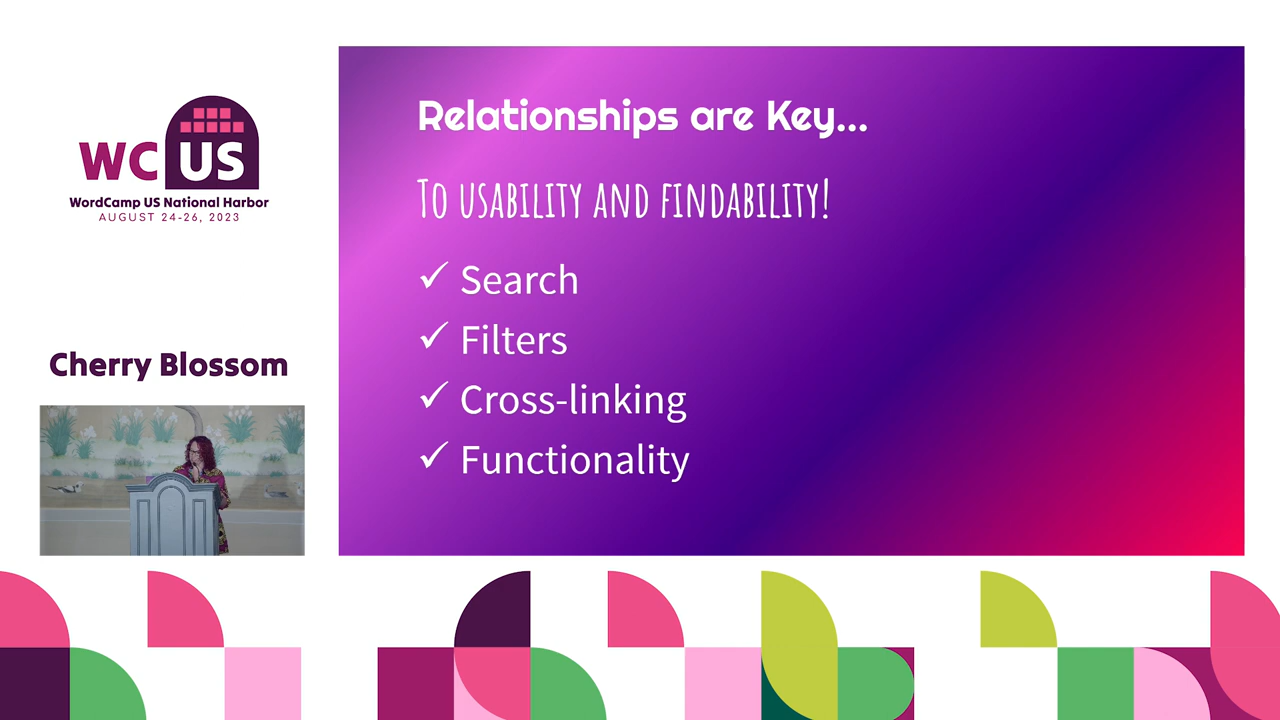 WC US
WordCamp US National Harbor
AUGUST 24-26, 2023
Cherry Blossom
Relationships are Key...
To usability and findability!
✓ Search
✓ Filters
✓ Cross-linking
✓ Functionality